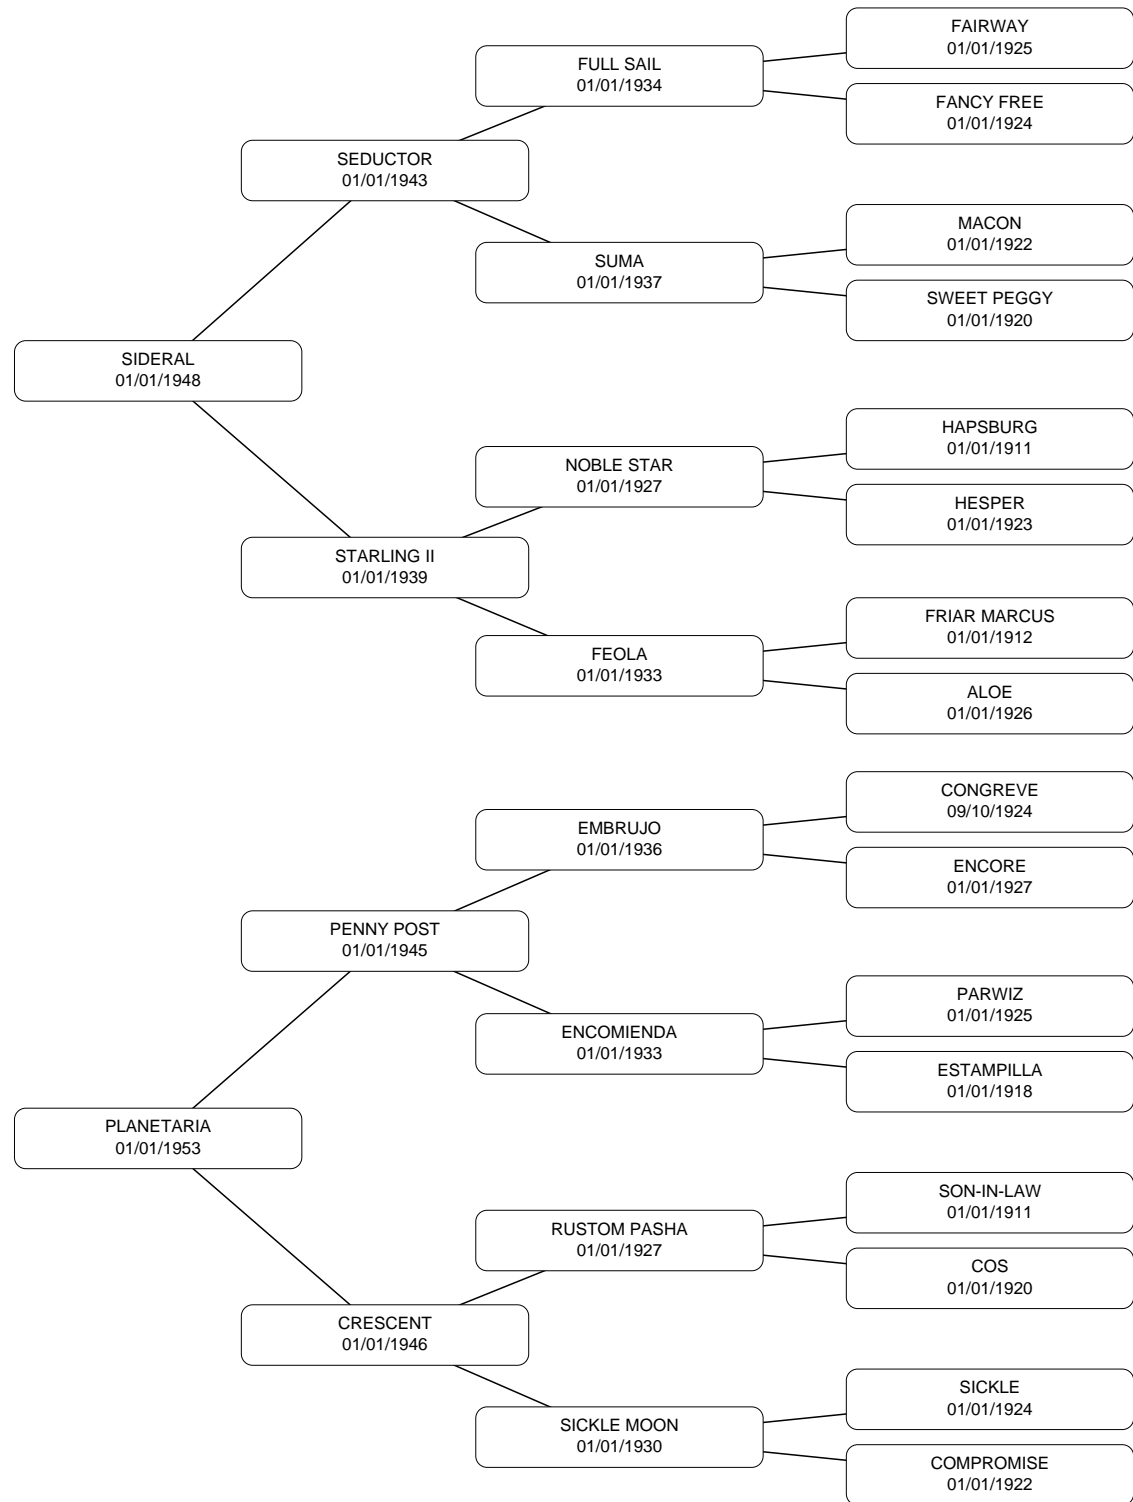 FAIRWAY
01/01/1925
FULL SAIL
01/01/1934
FANCY FREE
01/01/1924
SEDUCTOR
01/01/1943
MACON
01/01/1922
SUMA
01/01/1937
SWEET PEGGY
01/01/1920
SIDERAL
01/01/1948
HAPSBURG
01/01/1911
NOBLE STAR
01/01/1927
HESPER
01/01/1923
STARLING II
01/01/1939
FRIAR MARCUS
01/01/1912
FEOLA
01/01/1933
ALOE
01/01/1926
CONGREVE
09/10/1924
EMBRUJO
01/01/1936
ENCORE
01/01/1927
PENNY POST
01/01/1945
PARWIZ
01/01/1925
ENCOMIENDA
01/01/1933
ESTAMPILLA
01/01/1918
PLANETARIA
01/01/1953
SON-IN-LAW
01/01/1911
RUSTOM PASHA
01/01/1927
COS
01/01/1920
CRESCENT
01/01/1946
SICKLE
01/01/1924
SICKLE MOON
01/01/1930
COMPROMISE
01/01/1922